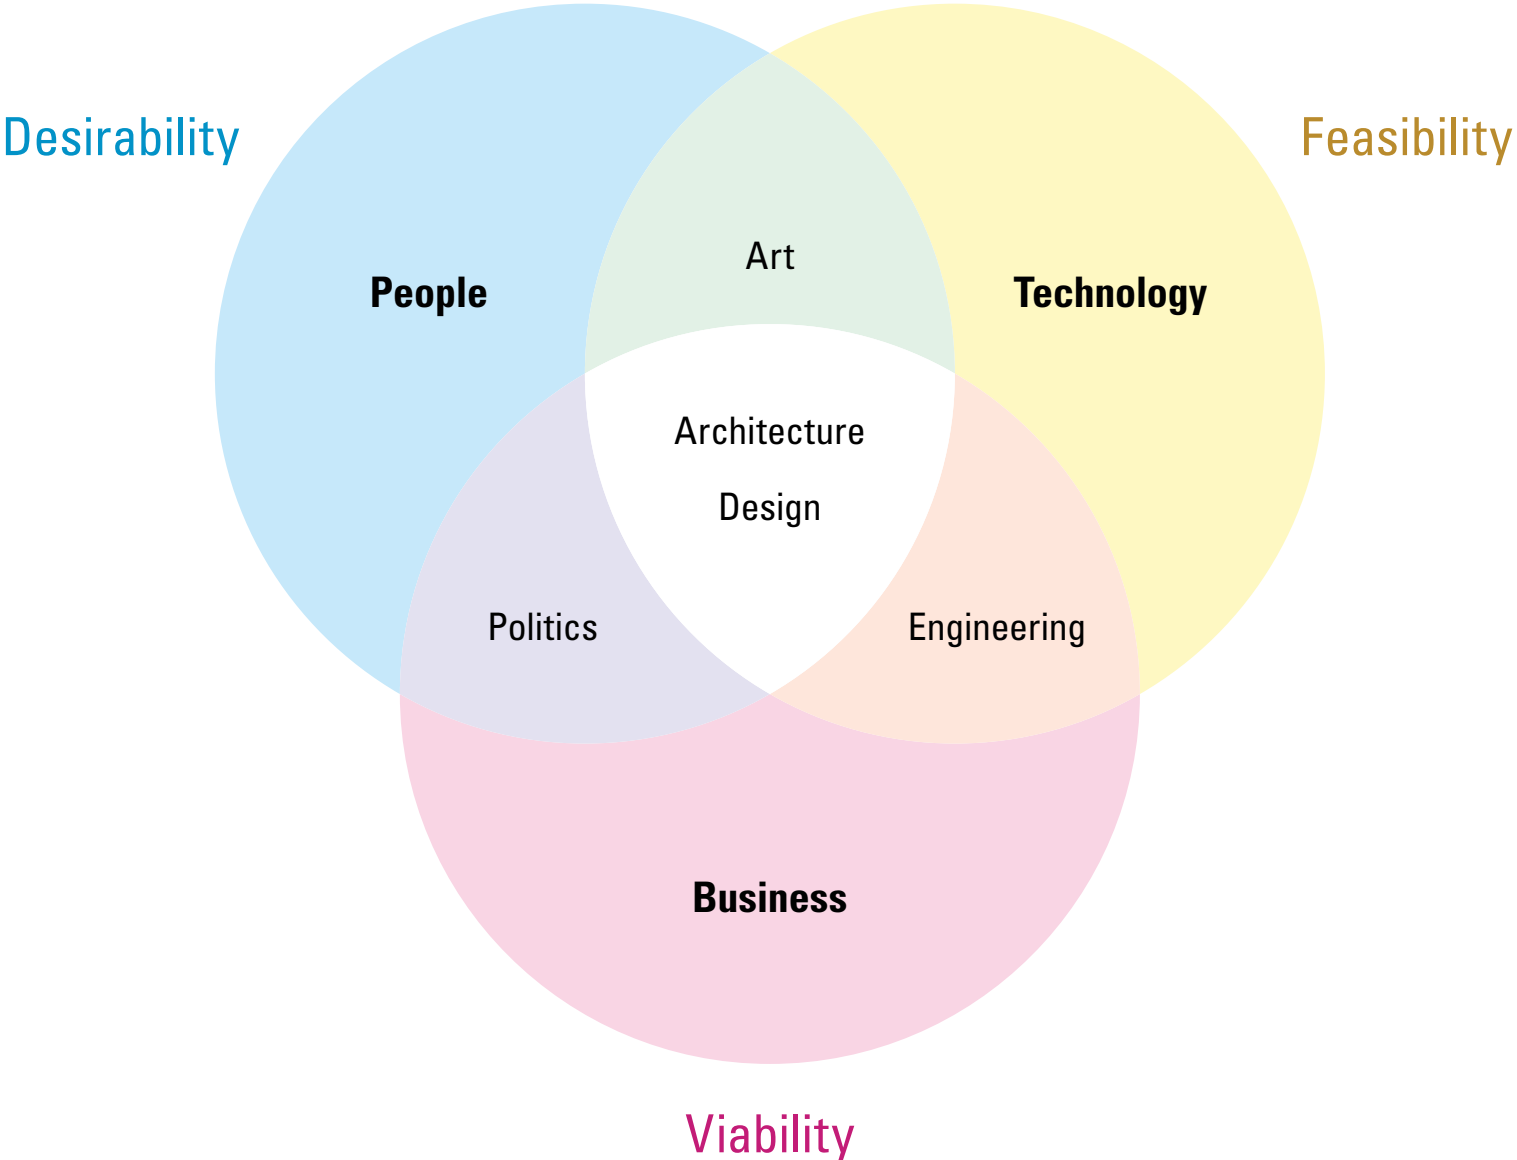 Desirability
Feasibility
Art
People
Technology
Architecture
Design
Politics
Engineering
Business
Viability